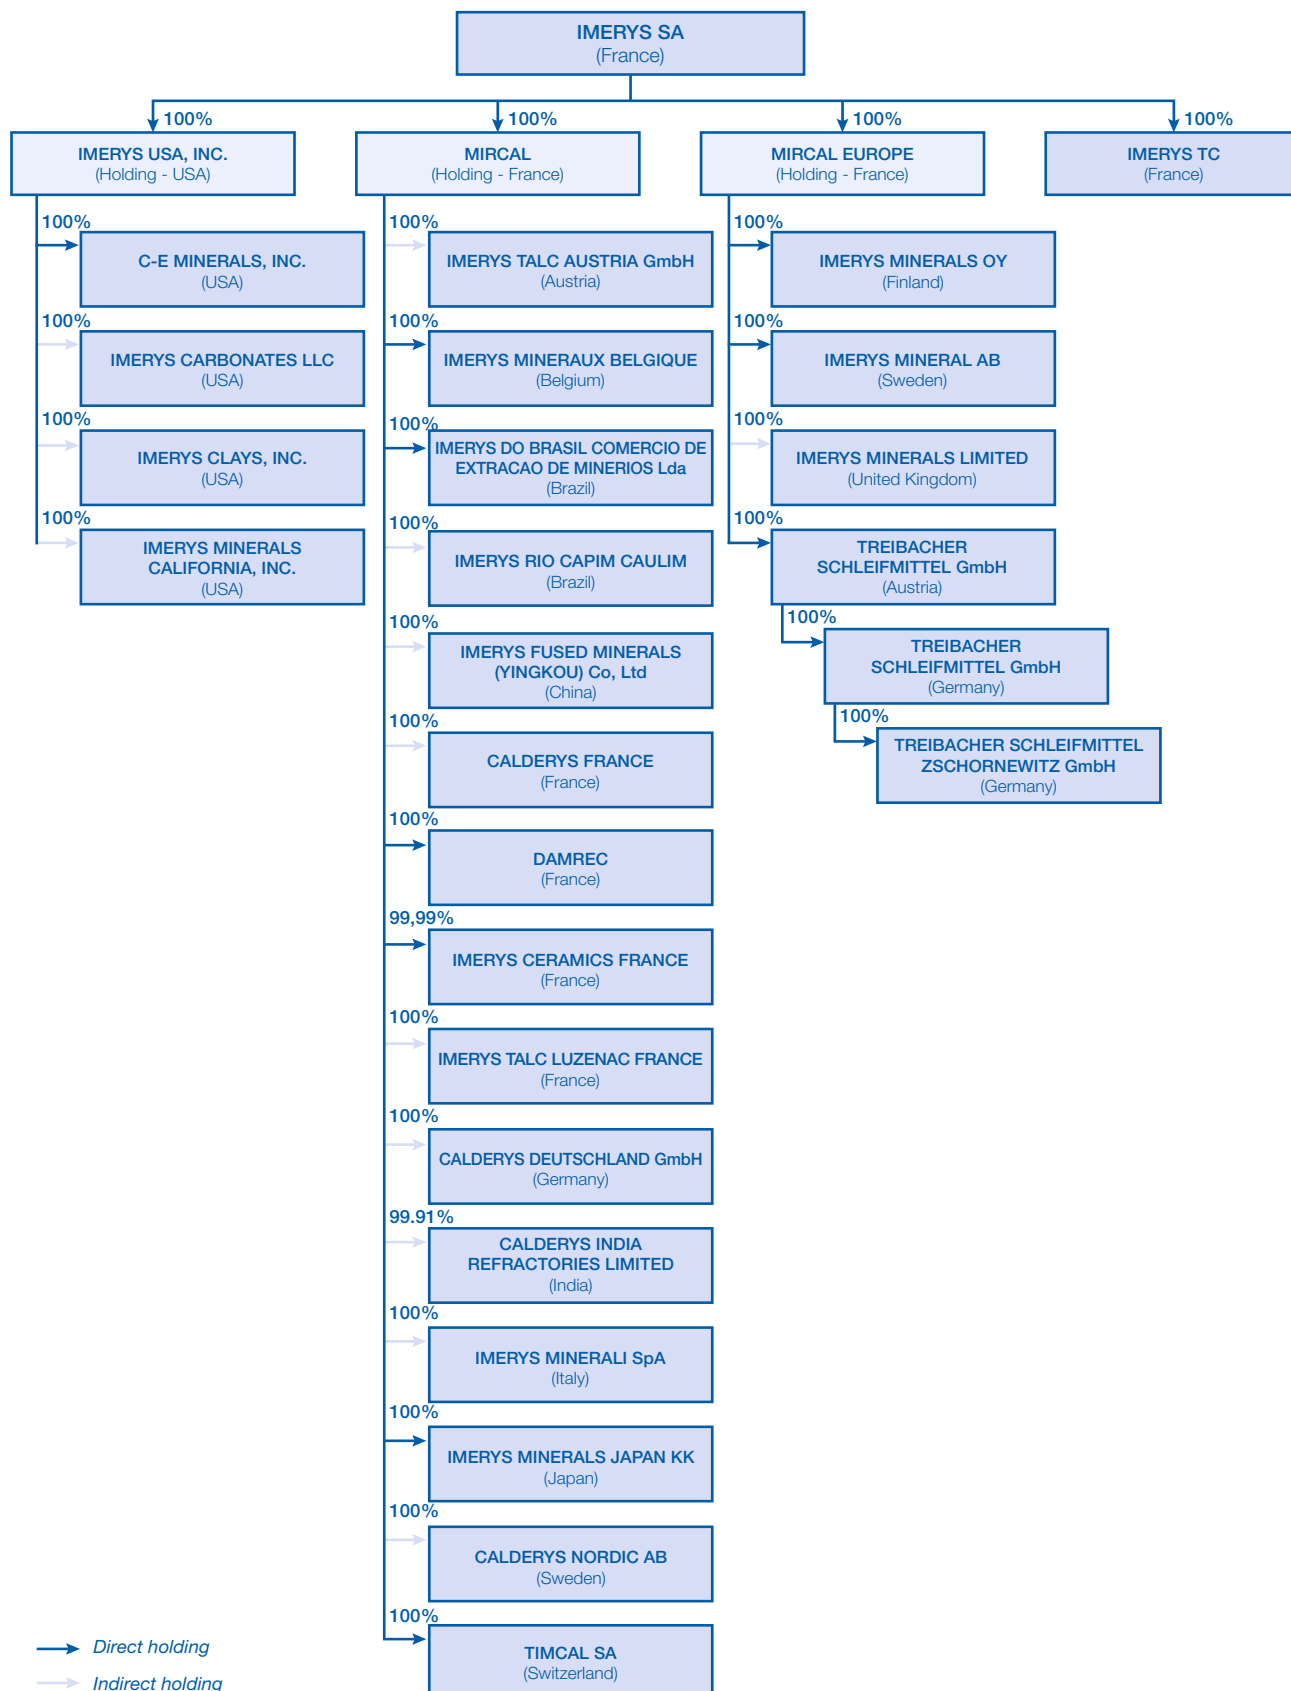 IMERYS SA
(France)
100%
100%
100%
100%
IMERYS USA, INC.
(Holding - USA)
MIRCAL
(Holding - France)
MIRCAL EUROPE
(Holding - France)
IMERYS TC
(France)
100%
C-E MINERALS, INC.
(USA)
100%
IMERYS CARBONATES LLC
(USA)
100%
IMERYS CLAYS, INC.
(USA)
100%
IMERYS MINERALS
CALIFORNIA, INC.
(USA)
100%
IMERYS TALC AUSTRIA GmbH
(Austria)
100%
IMERYS MINERAUX BELGIQUE
(Belgium)
100%
IMERYS DO BRASIL COMERCIO DE
EXTRACAO DE MINERIOS Lda
(Brazil)
100%
IMERYS RIO CAPIM CAULIM
(Brazil)
100%
IMERYS FUSED MINERALS
(YINGKOU) Co, Ltd
(China)
100%
CALDERYS FRANCE
(France)
100%
DAMREC
(France)
99,99%
IMERYS CERAMICS FRANCE
(France)
100%
IMERYS TALC LUZENAC FRANCE
(France)
100%
CALDERYS DEUTSCHLAND GmbH
(Germany)
99.91%
CALDERYS INDIA
REFRACTORIES LIMITED
(India)
100%
IMERYS MINERALI SpA
(Italy)
100%
IMERYS MINERALS JAPAN KK
(Japan)
100%
CALDERYS NORDIC AB
(Sweden)
100%
TIMCAL SA
(Switzerland)
100%
IMERYS MINERALS OY
(Finland)
100%
IMERYS MINERAL AB
(Sweden)
100%
IMERYS MINERALS LIMITED
(United Kingdom)
100%
TREIBACHER
SCHLEIFMITTEL GmbH
(Austria)
100%
TREIBACHER
SCHLEIFMITTEL GmbH
(Germany)
100%
TREIBACHER SCHLEIFMITTEL
ZSCHORNEWITZ GmbH
(Germany)
Direct holding
Indirect holding